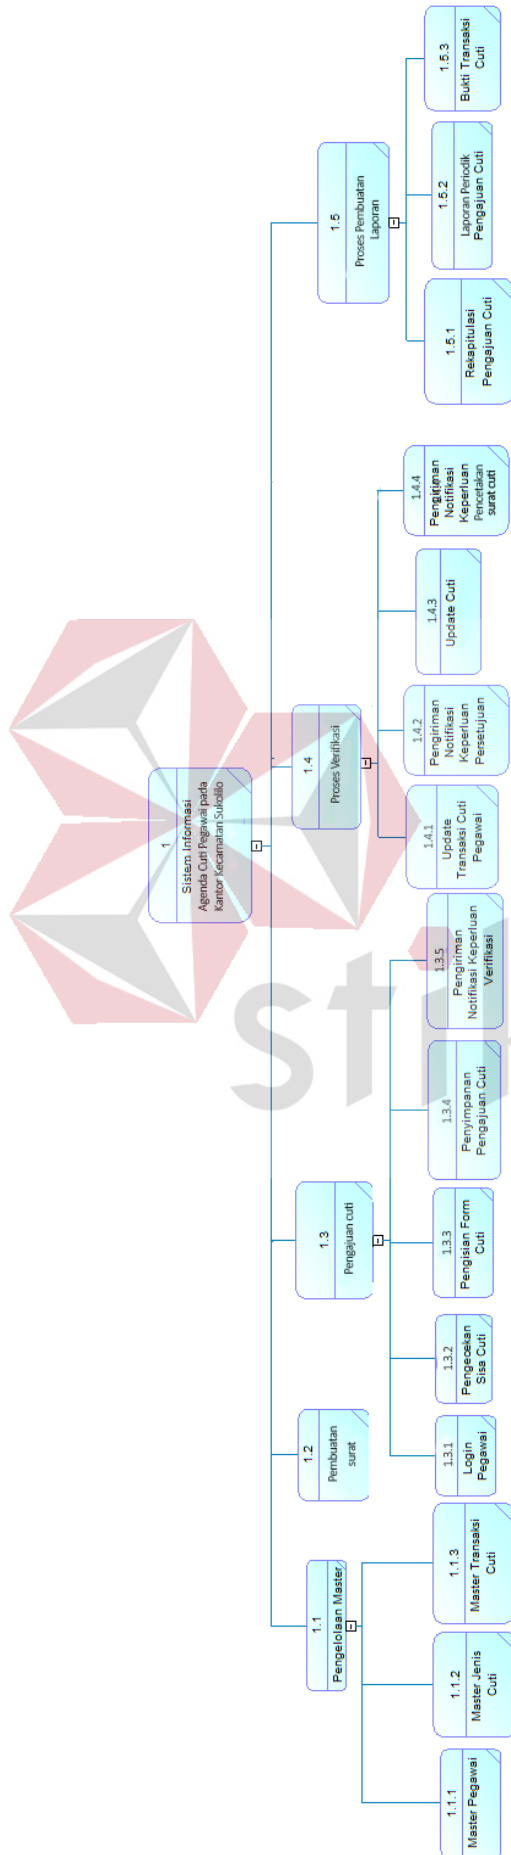 1
Sistem Informasi
Agenda Cuti Pegawai pada
Kantor Kecamatan Sukolilo
1.1
Pengelolaan Master
1.2
Pembuatan
surat
1.3
Pengajuan cuti
1.4
Proses Verifikasi
1.5
Proses Pembuatan
Laporan
1.1.1
Master Pegawai
1.1.2
Master Jenis
Cuti
1.1.3
Master Transaksi
Cuti
1.3.1
Login
Pegawai
1.3.2
Pengecekan
Sisa Cuti
1.3.3
Pengisian Form
Cuti
1.3.4
Penyimpanan
Pengajuan Cuti
1.3.5
Pengiriman
Notifikasi Keperluan
Verifikasi
1.4.1
Update
Transaksi Cuti
Pegawai
1.4.2
Pengiriman
Notifikasi
Keperluan
Persetujuan
1.4.3
Update Cuti
1.4.4
Pengiriman
Notifikasi
Keperluan
Pencetakan
surat cuti
1.5.1
Rekapitulasi
Pengajuan Cuti
1.5.2
Laporan Periodik
Pengajuan Cuti
1.5.3
Bukti Transaksi
Cuti